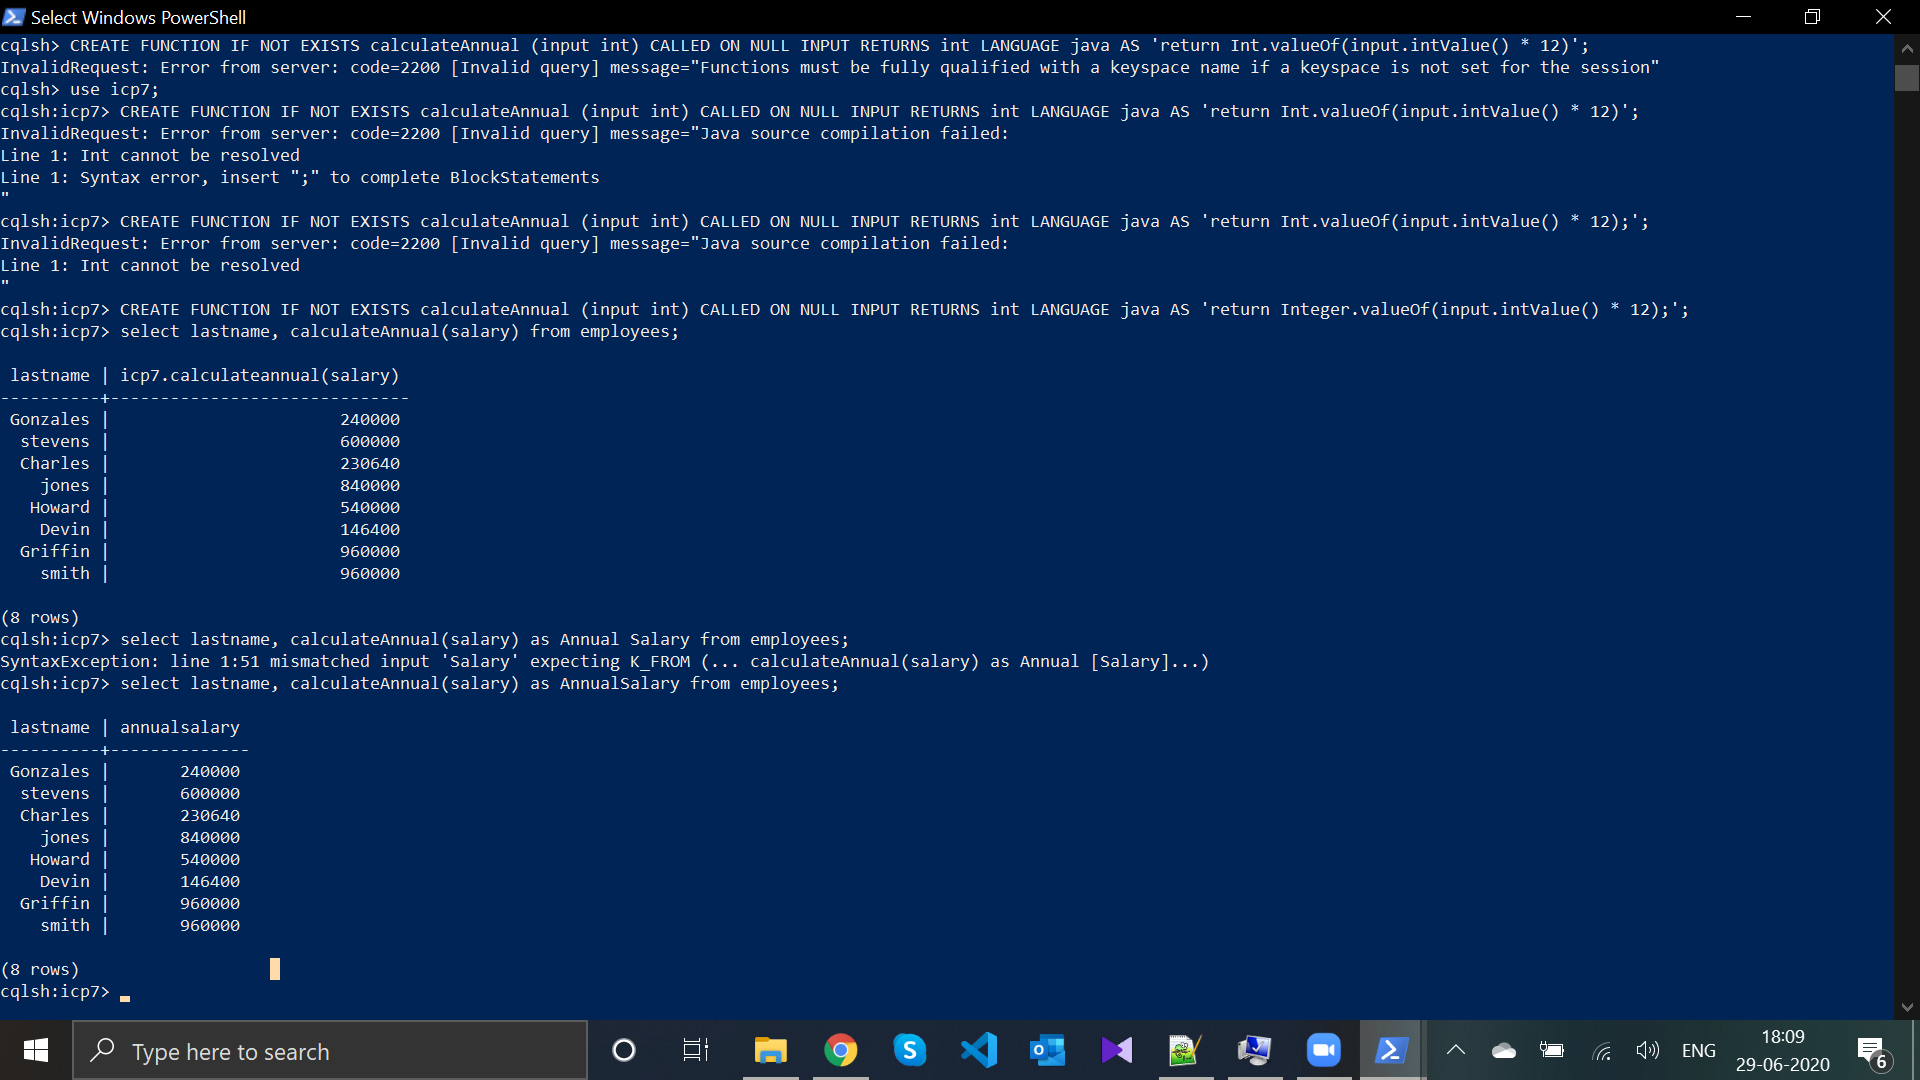 Select Windows PowerShell
cqlsh> CREATE FUNCTION IF NOT EXISTS calculateAnnual (input int) CALLED ON NULL INPUT RETURNS int LANGUAGE java AS 'return Int.valueOf(input.intValue() * 12)';
InvalidRequest: Error from server: code=2200 [Invalid query] message="Functions must be fully qualified with a keyspace name if a keyspace is not set for the session"
cqlsh> use icp7;
cqlsh:icp7> CREATE FUNCTION IF NOT EXISTS calculateAnnual (input int) CALLED ON NULL INPUT RETURNS int LANGUAGE java AS 'return Int.valueOf(input.intValue() * 12)';
InvalidRequest: Error from server: code=2200 [Invalid query] message="Java source compilation failed:
Line 1: Int cannot be resolved
Line 1: Syntax error, insert ";" to complete BlockStatements
"
cqlsh:icp7> CREATE FUNCTION IF NOT EXISTS calculateAnnual (input int) CALLED ON NULL INPUT RETURNS int LANGUAGE java AS 'return Int.valueOf(input.intValue() * 12);';
InvalidRequest: Error from server: code=2200 [Invalid query] message="Java source compilation failed:
Line 1: Int cannot be resolved
"
cqlsh:icp7> CREATE FUNCTION IF NOT EXISTS calculateAnnual (input int) CALLED ON NULL INPUT RETURNS int LANGUAGE java AS 'return Integer.valueOf(input.intValue() * 12);';
cqlsh:icp7> select lastname, calculateAnnual(salary) from employees;
lastname | icp7.calculateannual(salary)
----------+------------------------------
Gonzales | 240000
stevens | 600000
Charles | 230640
jones | 840000
Howard | 540000
Devin | 146400
Griffin | 960000
smith | 960000
(8 rows)
cqlsh:icp7> select lastname, calculateAnnual(salary) as Annual Salary from employees;
SyntaxException: line 1:51 mismatched input 'Salary' expecting K_FROM (... calculateAnnual(salary) as Annual [Salary]...)
cqlsh:icp7> select lastname, calculateAnnual(salary) as AnnualSalary from employees;
lastname | annualsalary
----------+--------------
Gonzales | 240000
stevens | 600000
Charles | 230640
jones | 840000
Howard | 540000
Devin | 146400
Griffin | 960000
smith | 960000
(8 rows)
cqlsh:icp7>
Type here to search
ENG
18:09
29-06-2020
6